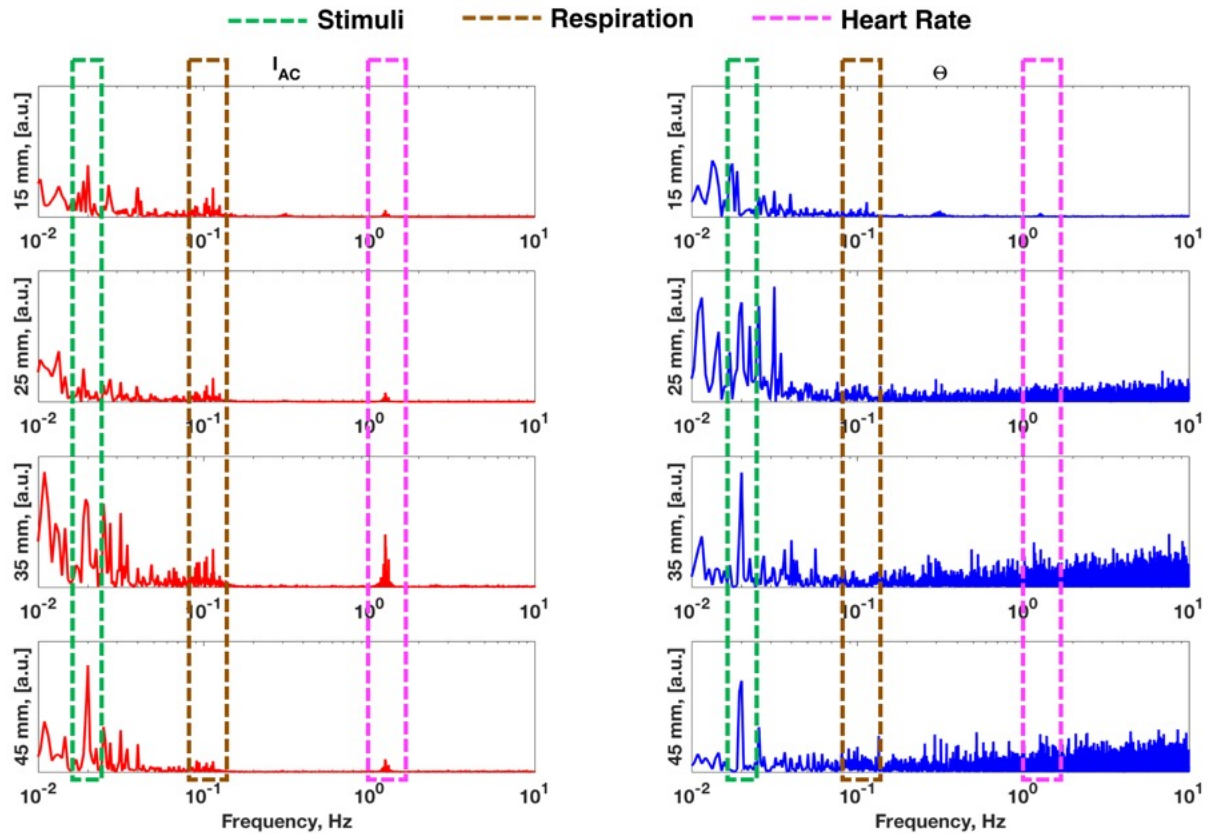 Stimuli Respiration Heart Rate
I_AC Θ
15 mm, [a.u.] 15 mm, [a.u.]
10^-2 10^-1 10^0 10^1 10^-2 10^-1 10^0 10^1
25 mm, [a.u.] 25 mm, [a.u.]
10^-2 10^-1 10^0 10^1 10^-2 10^-1 10^0 10^1
35 mm, [a.u.] 35 mm, [a.u.]
10^-2 10^-1 10^0 10^1 10^-2 10^-1 10^0 10^1
45 mm, [a.u.] 45 mm, [a.u.]
10^-2 10^-1 10^0 10^1 10^-2 10^-1 10^0 10^1
Frequency, Hz Frequency, Hz